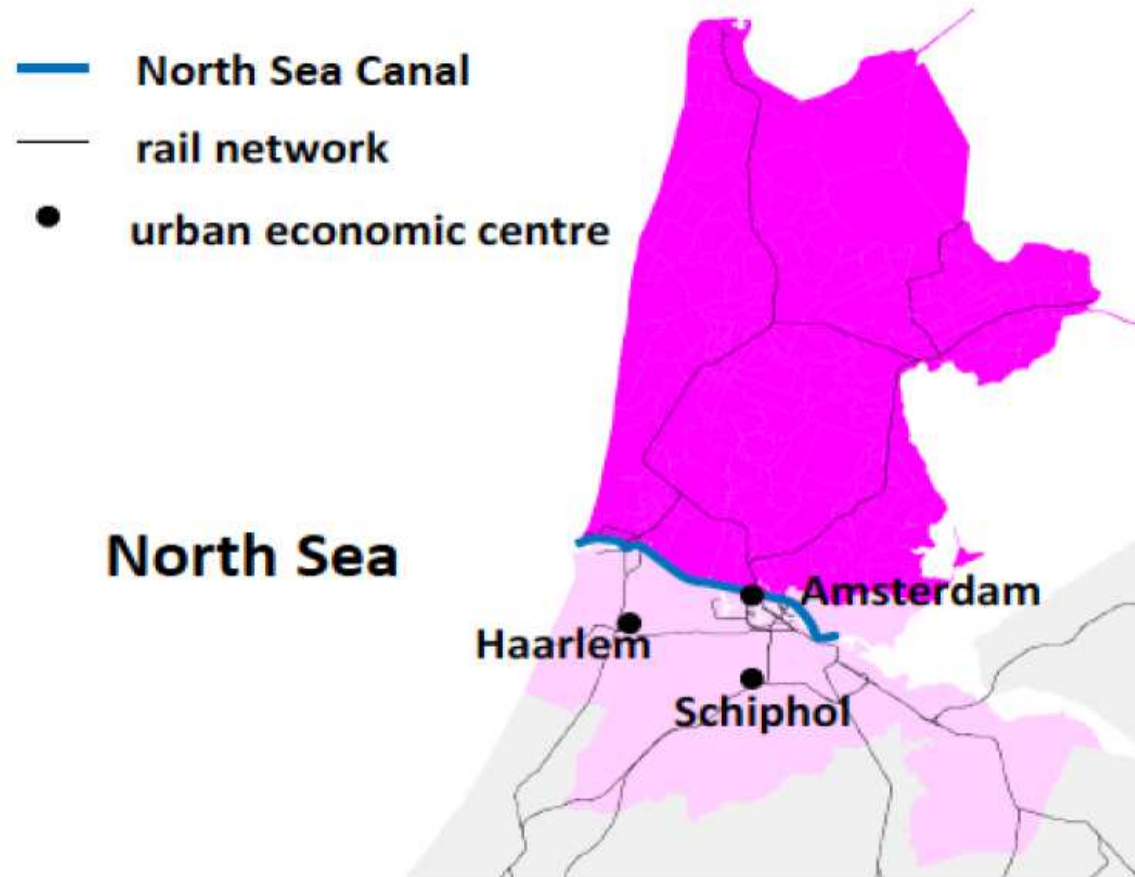 North Sea Canal
rail network
urban economic centre
North Sea
Amsterdam
Haarlem
Schiphol